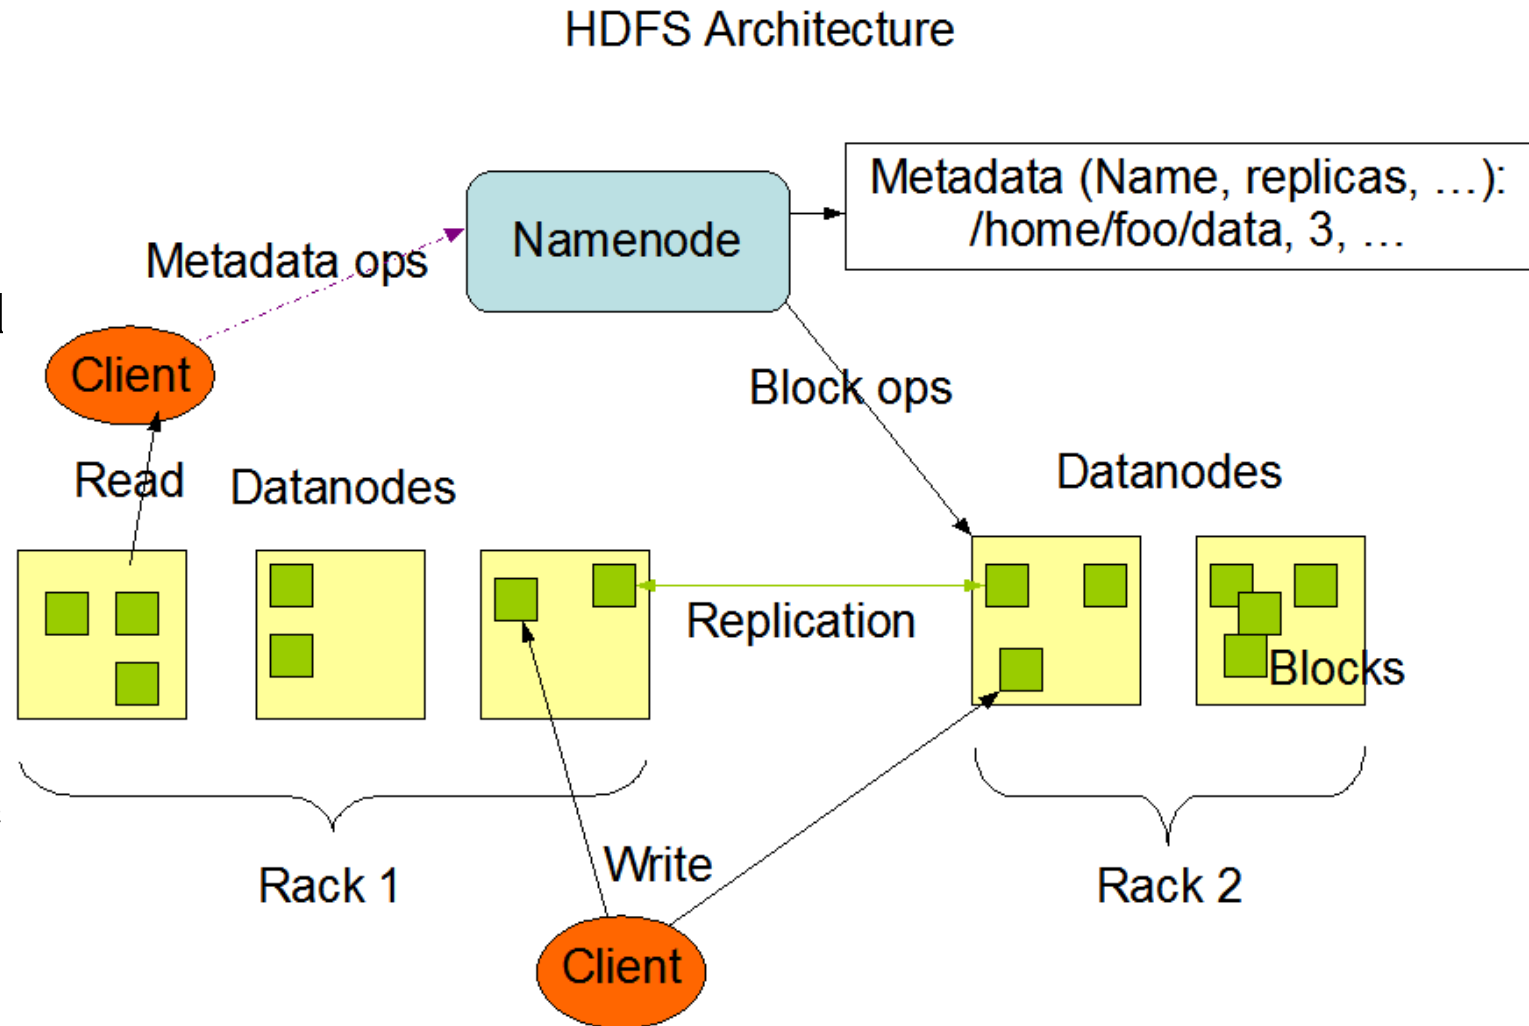 HDFS Architecture
Metadata (Name, replicas, …):
/home/foo/data, 3, …
Namenode
Metadata ops
Client
Block ops
Read
Datanodes
Datanodes
Replication
Blocks
Rack 1
Write
Rack 2
Client